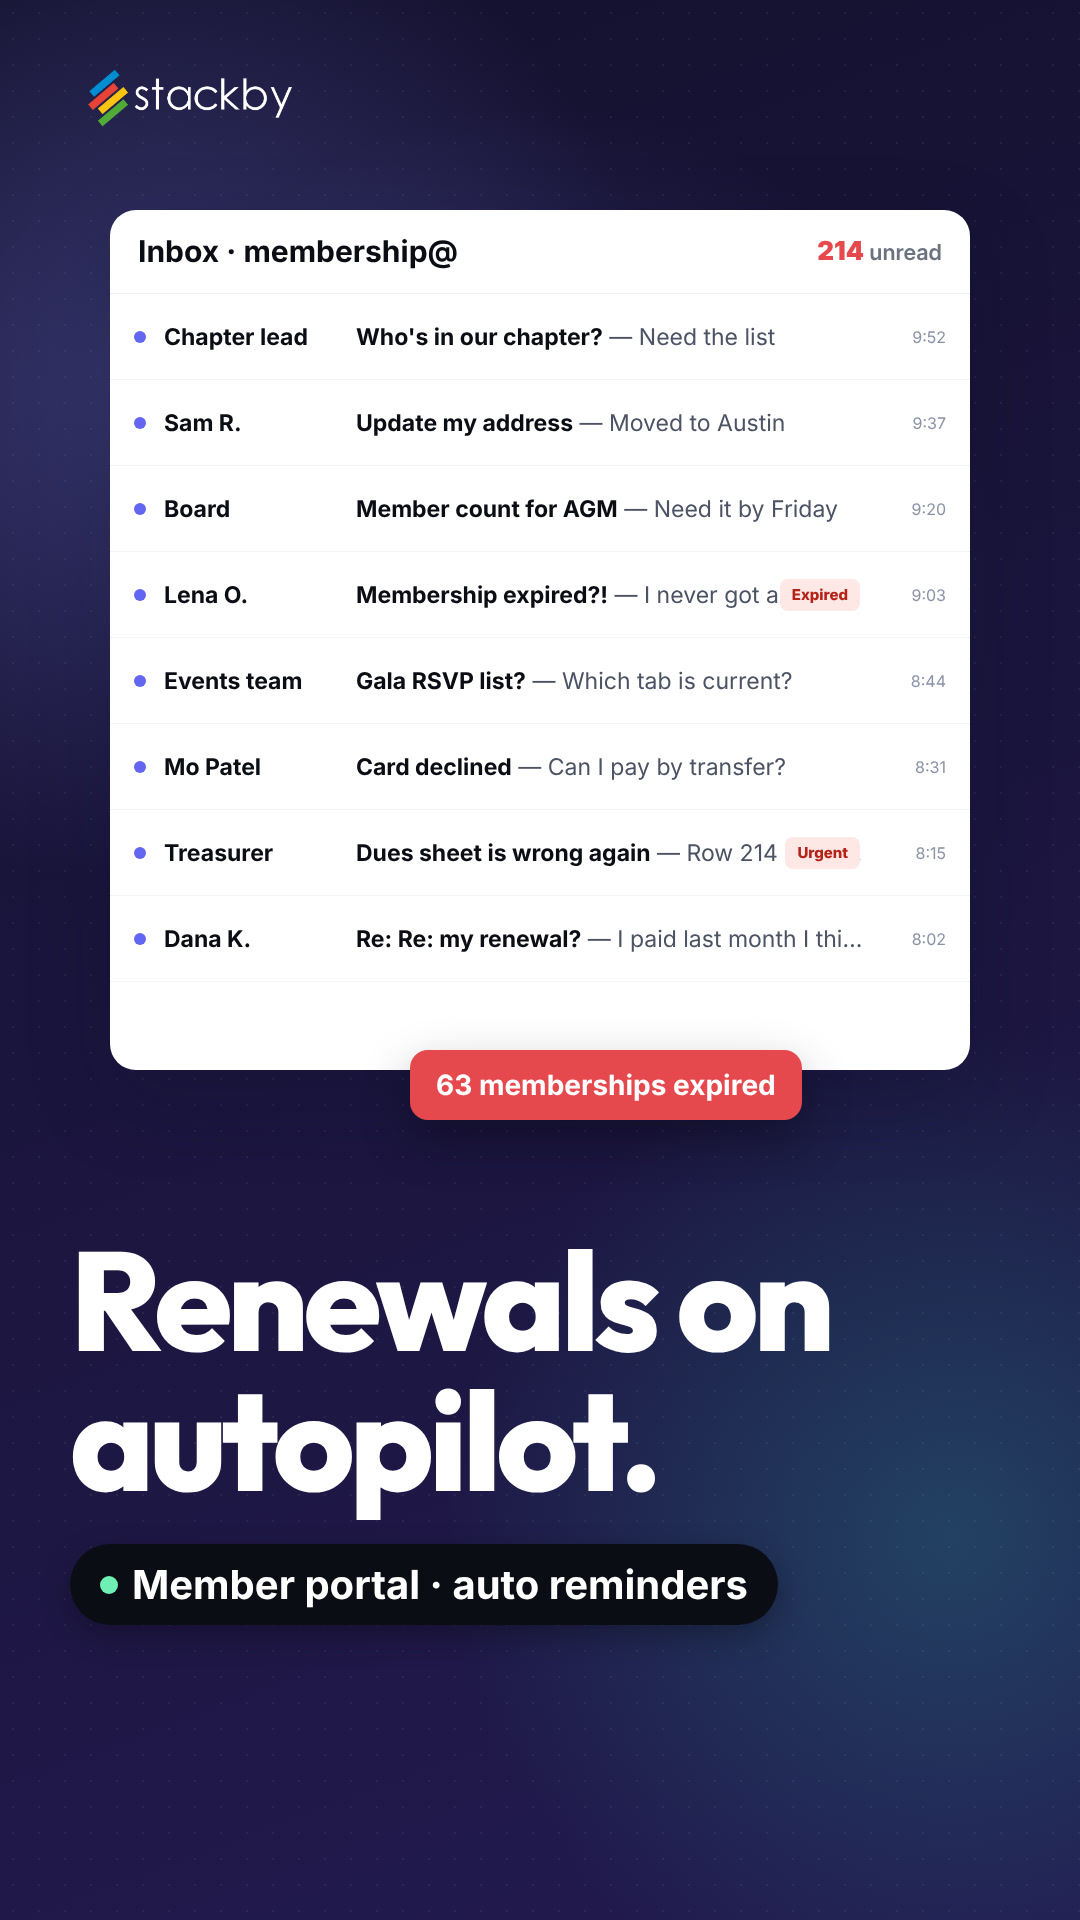 stackby
Inbox · membership@ 214 unread
Chapter lead Who's in our chapter? — Need the list 9:52
Sam R. Update my address — Moved to Austin 9:37
Board Member count for AGM — Need it by Friday 9:20
Lena O. Membership expired?! — I never got a Expired 9:03
Events team Gala RSVP list? — Which tab is current? 8:44
Mo Patel Card declined — Can I pay by transfer? 8:31
Treasurer Dues sheet is wrong again — Row 214 Urgent 8:15
Dana K. Re: Re: my renewal? — I paid last month I thi... 8:02
63 memberships expired
Renewals on
autopilot.
Member portal · auto reminders